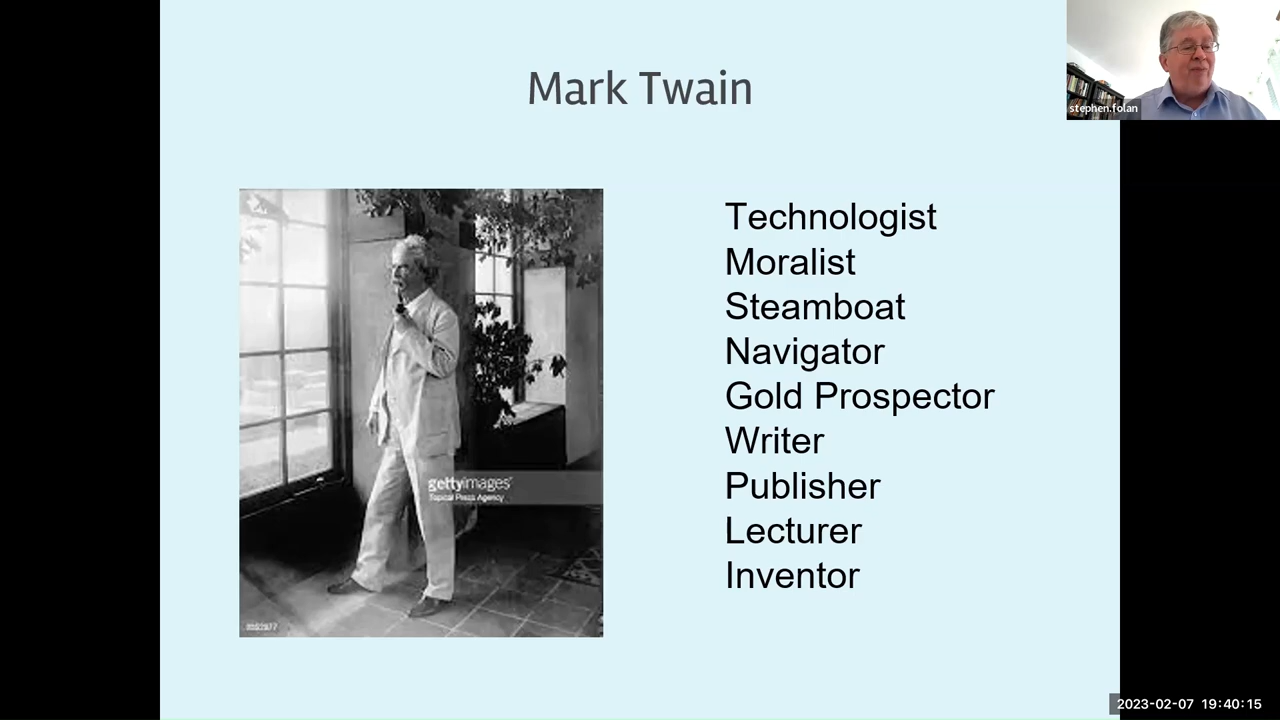 Mark Twain
stephen.folan
Technologist
Moralist
Steamboat
Navigator
Gold Prospector
Writer
Publisher
Lecturer
Inventor
gettyimages®
Topical Press Agency
2023-02-07 19:40:15